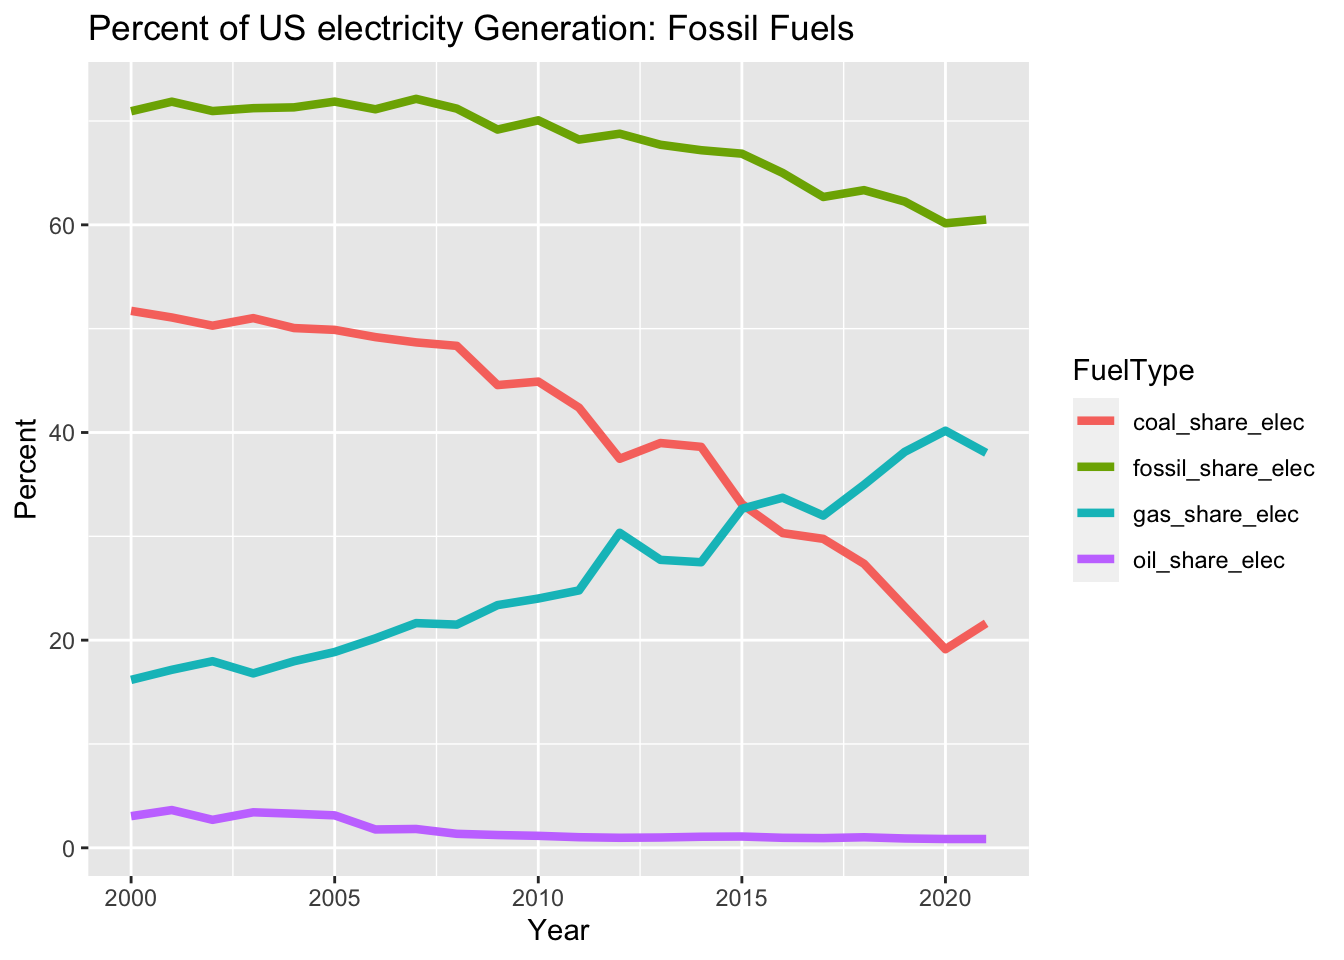 Percent of US electricity Generation: Fossil Fuels
Percent
60
40
20
0
2000 2005 2010 2015 2020
Year
FuelType
coal_share_elec
fossil_share_elec
gas_share_elec
oil_share_elec